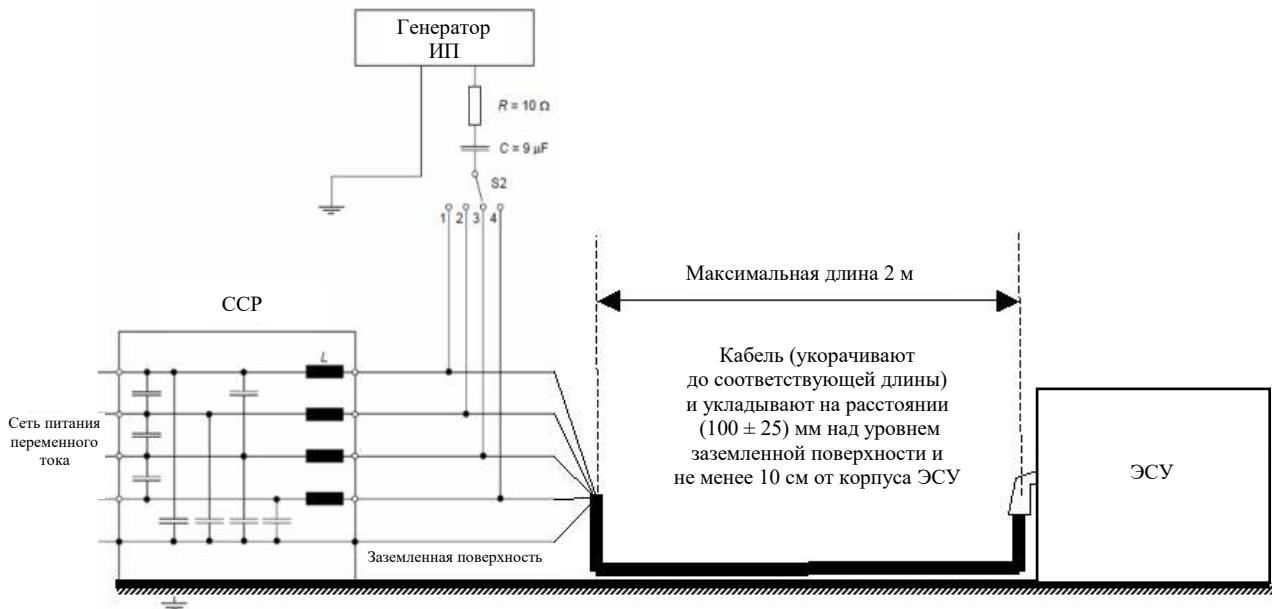 Генератор
ИП
R = 10 Ω
C = 9 μF
S2
1 2 3 4
Максимальная длина 2 м
ССР
L
Кабель (укорачивают
до соответствующей длины)
и укладывают на расстоянии
(100 ± 25) мм над уровнем
заземленной поверхности и
не менее 10 см от корпуса ЭСУ
Сеть питания
переменного
тока
ЭСУ
Заземленная поверхность